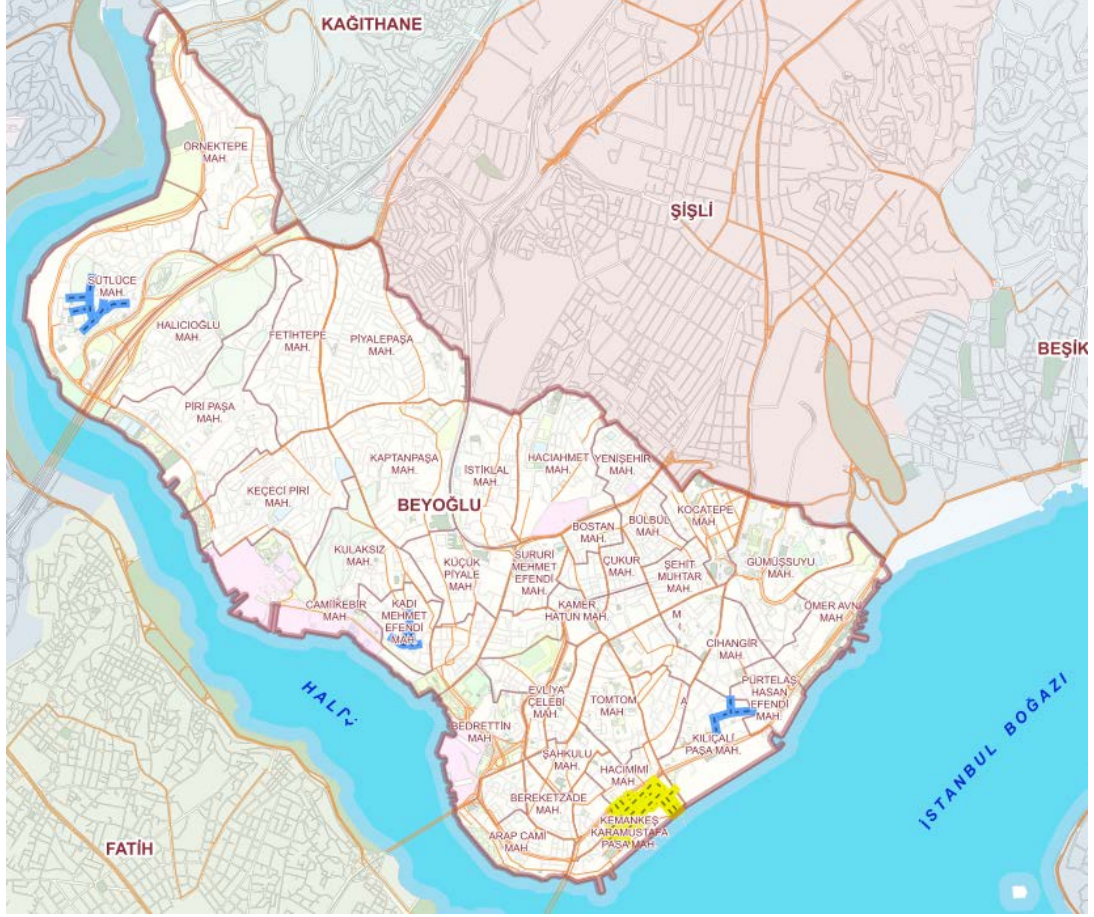 KAĞITHANE
ÖRNEKTEPE
MAH.
ŞİŞLİ
SÜTLÜCE
MAH.
HALICIOĞLU
MAH.
FETİHTEPE
MAH.
PİYALEPAŞA
MAH.
BEŞİK
PİRİ PAŞA
MAH.
KAPTANPAŞA
MAH.
İSTİKLAL
MAH.
HACIAHMET
MAH.
YENİŞEHİR
MAH.
KEÇECİ PİRİ
MAH.
BEYOĞLU
BOSTAN
MAH.
BÜLBÜL
MAH.
KOCATEPE
MAH.
KULAKSIZ
MAH.
KÜÇÜK
PİYALE
MAH.
SURURİ
MEHMET
EFENDİ
MAH.
ÇUKUR
MAH.
ŞEHİT
MUHTAR
MAH.
GÜMÜŞSUYU
MAH.
CAMİİKEBİR
MAH.
KADI
MEHMET
EFENDİ
MAH.
KAMER
HATUN MAH.
ÖMER AVNİ
MAH.
M
A
CİHANGİR
MAH.
PÜRTELAŞ
HASAN
EFENDİ
MAH.
HALİÇ
EVLİYA
ÇELEBİ
MAH.
TOMTOM
MAH.
BEDRETTİN
MAH.
KILIÇALİ
PAŞA MAH.
ŞAHKULU
MAH.
HACIMİMİ
MAH.
BEREKETZADE
MAH.
ARAP CAMİ
MAH.
KEMANKEŞ
KARAMUSTAFA
PAŞA MAH.
İSTANBUL BOĞAZI
FATİH